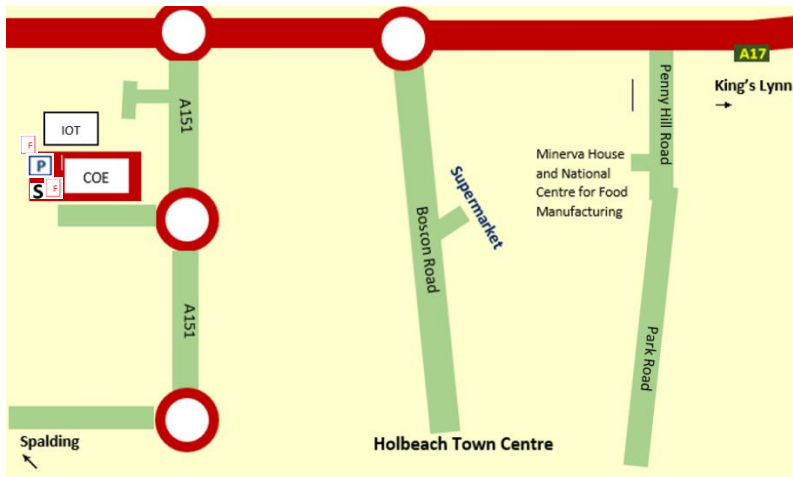 A17
King's Lynn
A151
Penny Hill Road
IOT
F
P
COE
S
F
Minerva House
and National
Centre for Food
Manufacturing
Supermarket
Boston Road
A151
Park Road
Spalding
Holbeach Town Centre